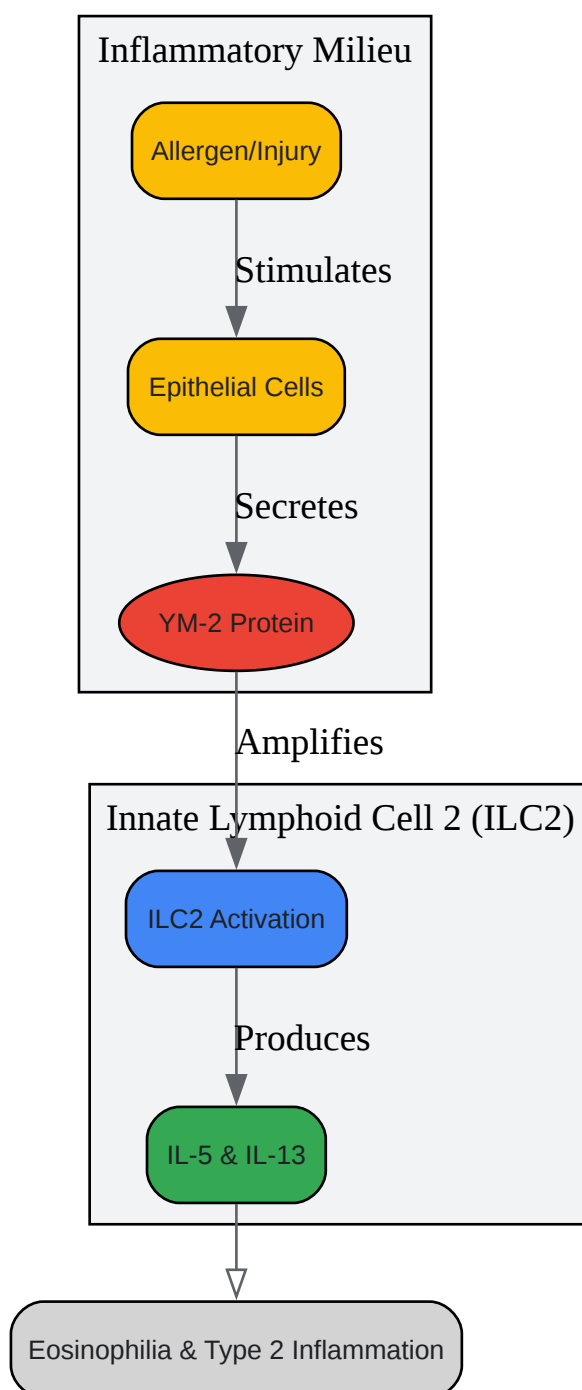 Inflammatory Milieu
Allergen/Injury
Stimulates
Epithelial Cells
Secretes
YM-2 Protein
Amplifies
Innate Lymphoid Cell 2 (ILC2)
ILC2 Activation
Produces
IL-5 & IL-13
Eosinophilia & Type 2 Inflammation